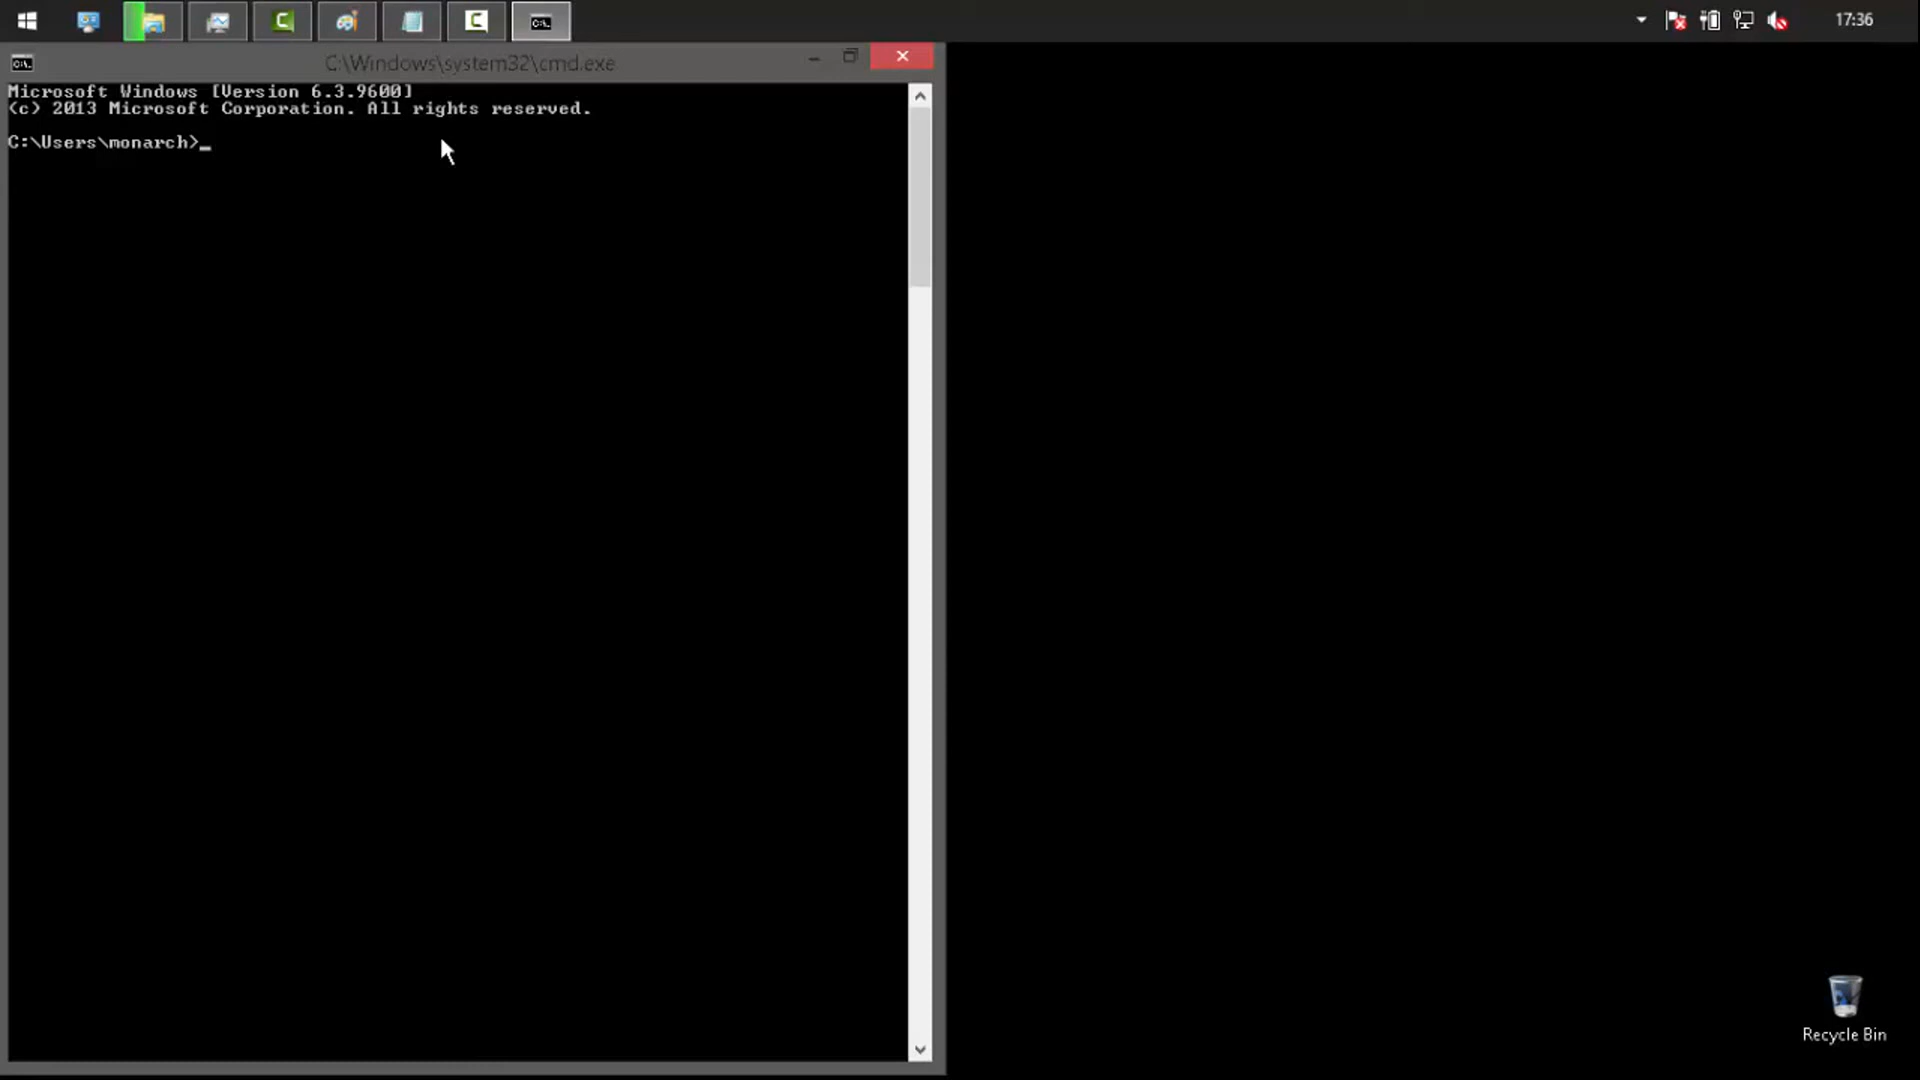 17:36
C:\Windows\system32\cmd.exe
Microsoft Windows [Version 6.3.9600]
(c) 2013 Microsoft Corporation. All rights reserved.
C:\Users\monarch>_
Recycle Bin